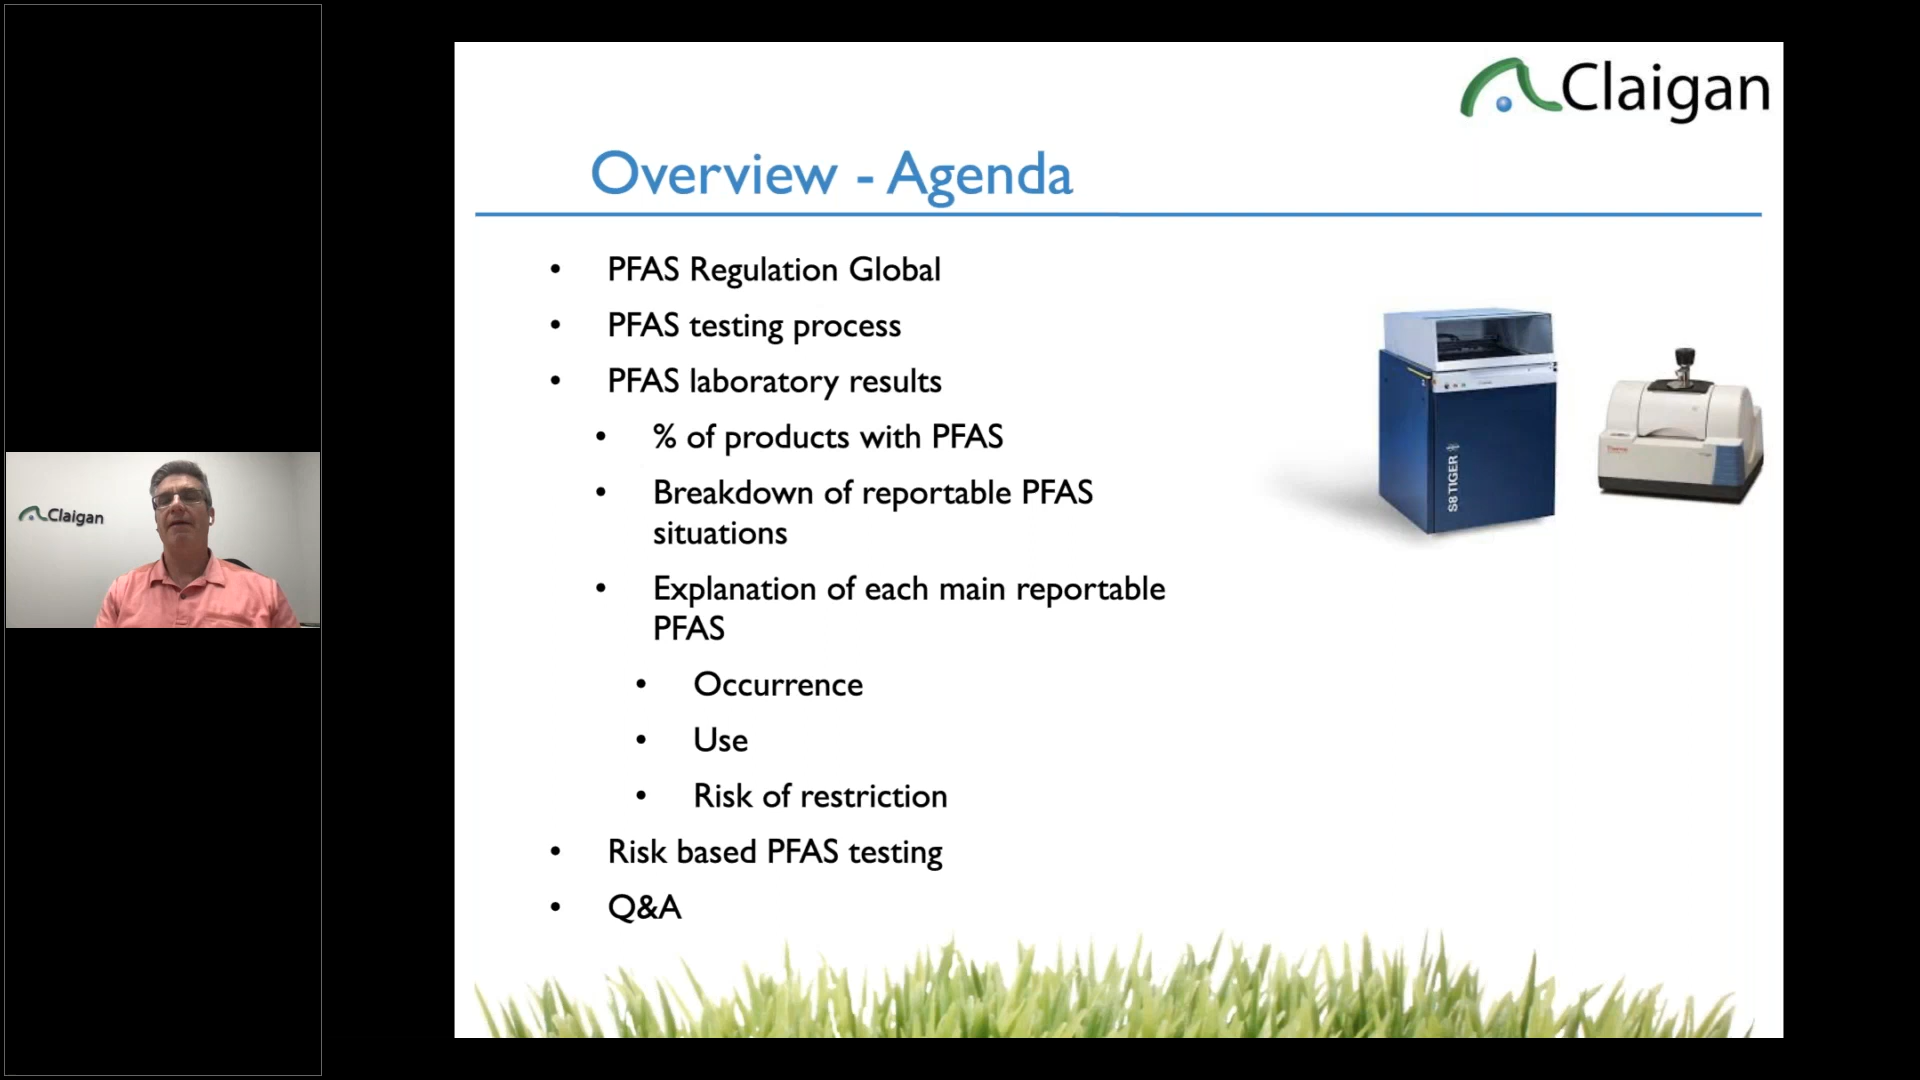 Claigan
Overview - Agenda
• PFAS Regulation Global
• PFAS testing process
• PFAS laboratory results
• % of products with PFAS
• Breakdown of reportable PFAS
situations
• Explanation of each main reportable
PFAS
• Occurrence
• Use
• Risk of restriction
• Risk based PFAS testing
• Q&A
S8 TIGER
Claigan